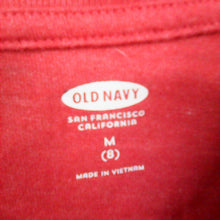 OLD NAVY
SAN FRANCISCO
CALIFORNIA
M
(8)
MADE IN VIETNAM